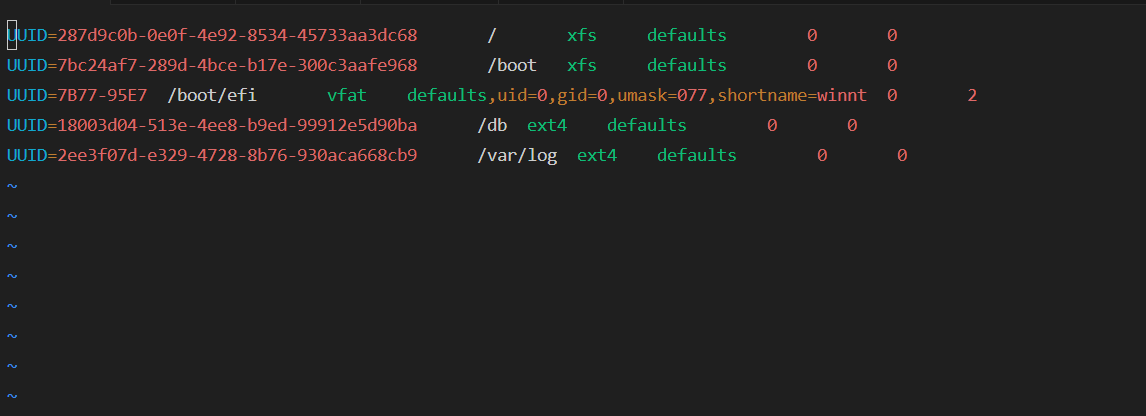 UUID=287d9c0b-0e0f-4e92-8534-45733aa3dc68 / xfs defaults 0 0
UUID=7bc24af7-289d-4bce-b17e-300c3aafe968 /boot xfs defaults 0 0
UUID=7B77-95E7 /boot/efi vfat defaults,uid=0,gid=0,umask=077,shortname=winnt 0 2
UUID=18003d04-513e-4ee8-b9ed-99912e5d90ba /db ext4 defaults 0 0
UUID=2ee3f07d-e329-4728-8b76-930aca668cb9 /var/log ext4 defaults 0 0
~
~
~
~
~
~
~
~